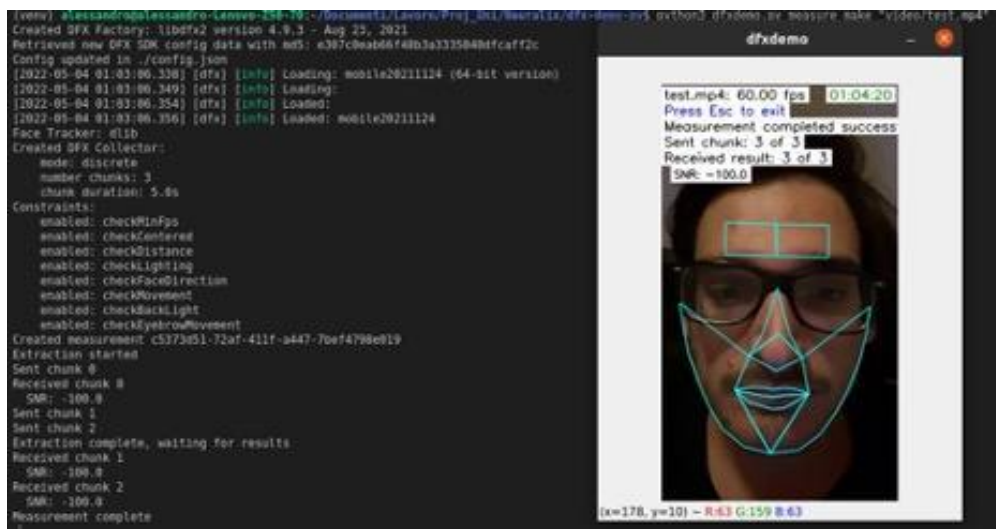 (venv) alessandro@alessandro-Lenovo-Z50-70:~/Documenti/Lavoro/Proj_Uni/Neuralix/dfx-demo-py$ python3 dfxdemo.py measure make "video/test.mp4"
Created DFX Factory: libdfx2 version 4.9.3 - Aug 23, 2021
Retrieved new DFX SDK config data with md5:
Config updated in ./config.json
[2022-05-04 01:03:06.330] [dfx] [info] Loading: mobile20211124 (64-bit version)
[2022-05-04 01:03:06.349] [dfx] [info] Loading:
[2022-05-04 01:03:06.354] [dfx] [info] Loaded:
[2022-05-04 01:03:06.356] [dfx] [info] Loaded: mobile20211124
Face Tracker: dlib
Created DFX Collector:
mode: discrete
number chunks: 3
chunk duration: 5.0s
Constraints:
enabled: checkMinFps
enabled: checkCentered
enabled: checkDistance
enabled: checkLighting
enabled: checkFaceDirection
enabled: checkMovement
enabled: checkBackLight
enabled: checkEyebrowMovement
Created measurement
Extraction started
Sent chunk 0
Received chunk 0
SNR: -100.0
Sent chunk 1
Sent chunk 2
Extraction complete, waiting for results
Received chunk 1
SNR: -100.0
Received chunk 2
SNR: -100.0
Measurement complete
dfxdemo
test.mp4: 60.00 fps 01:04:20
Press Esc to exit
Measurement completed success
Sent chunk: 3 of 3
Received result: 3 of 3
SNR: -100.0
(x=178, y=10) ~ R:63 G:159 B:63